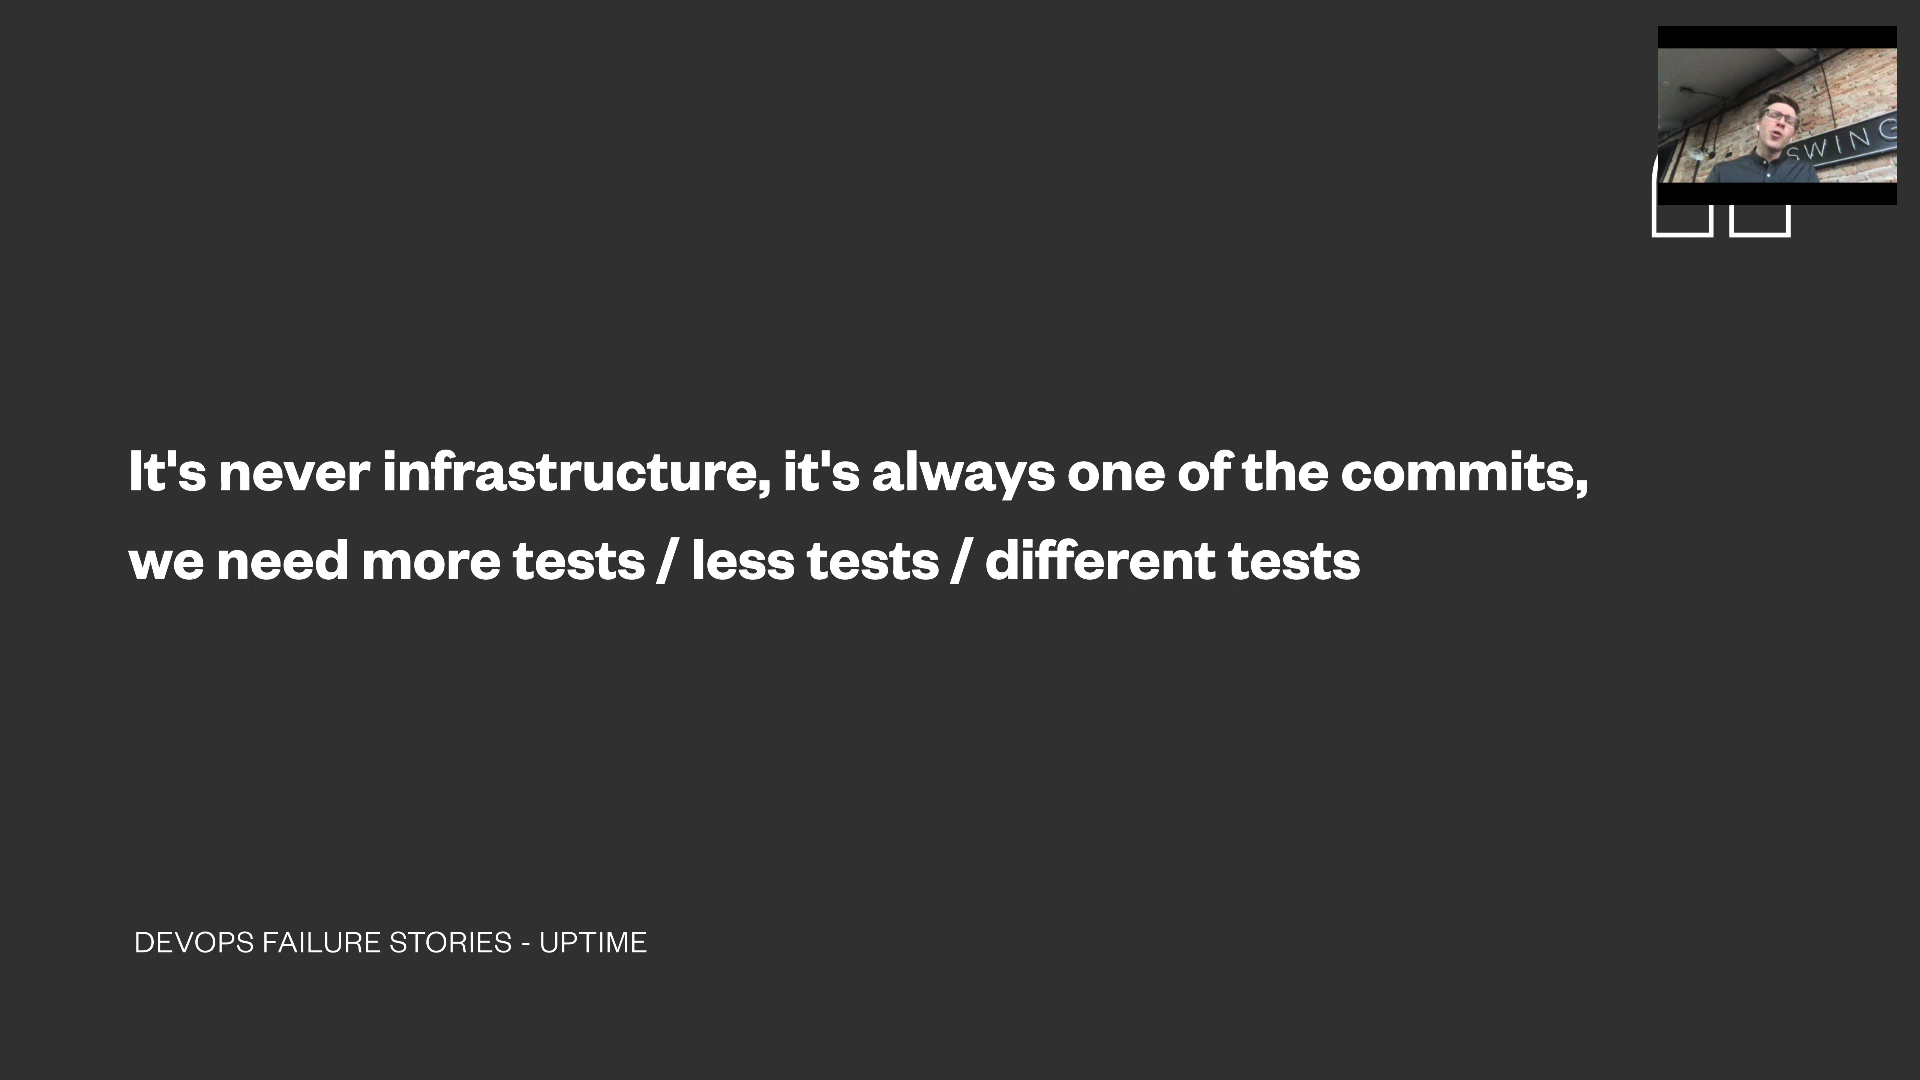 SWING
It's never infrastructure, it's always one of the commits,
we need more tests / less tests / different tests
DEVOPS FAILURE STORIES - UPTIME